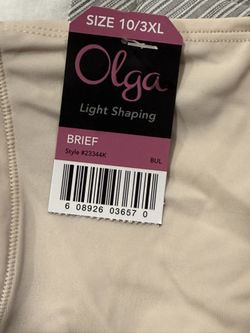 SIZE 10/3XL
Olga
Light Shaping
BRIEF
Style #23344K
BUL
6 08926 03657 0